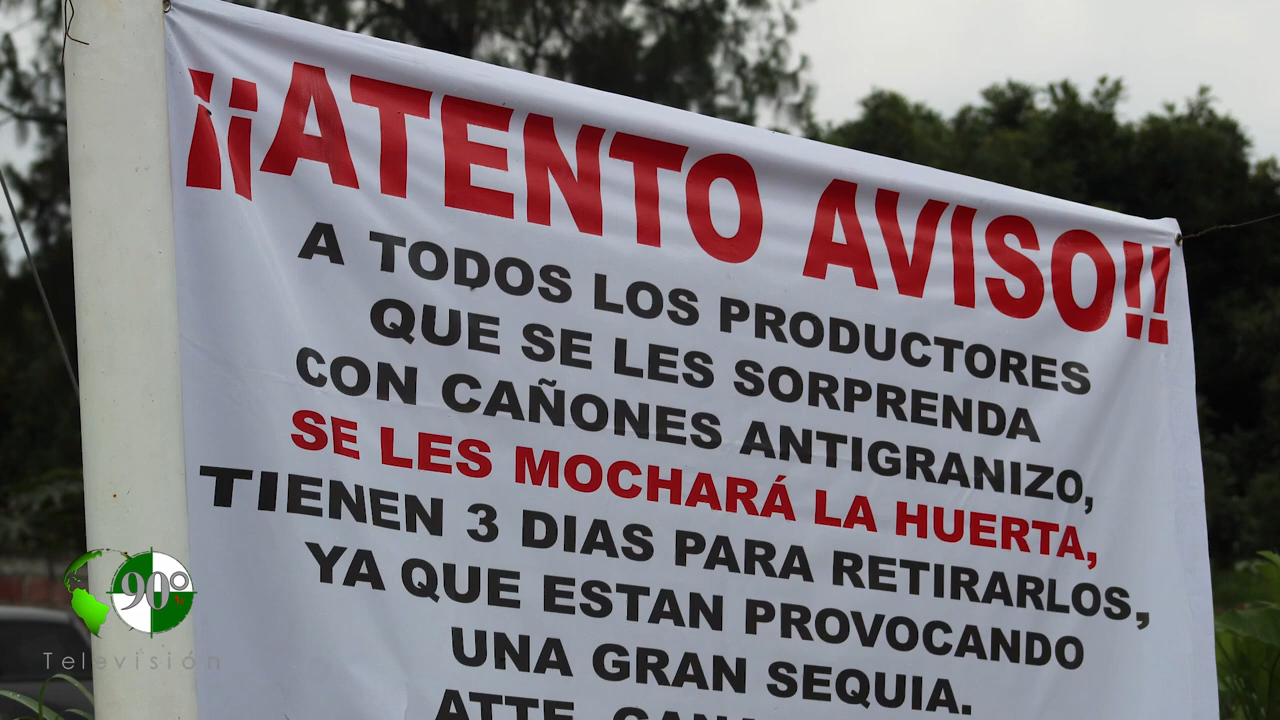 ¡¡ATENTO AVISO!!
A TODOS LOS PRODUCTORES
QUE SE LES SORPRENDA
CON CAÑONES ANTIGRANIZO,
SE LES MOCHARÁ LA HUERTA,
TIENEN 3 DIAS PARA RETIRARLOS,
YA QUE ESTAN PROVOCANDO
UNA GRAN SEQUIA.
ATTE.
90°
Televisión